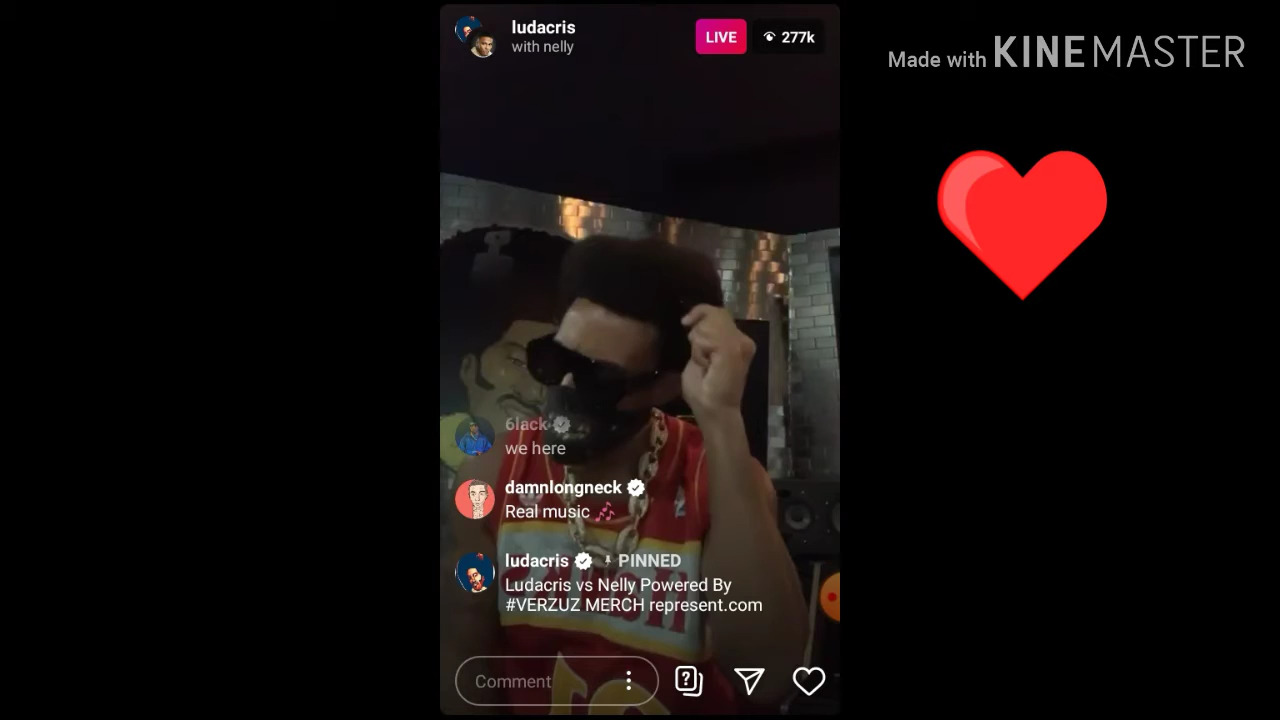 ludacris
with nelly
LIVE
277k
Made with KINEMASTER
6lack
we here
damnlongneck
Real music
ludacris PINNED
Ludacris vs Nelly Powered By
#VERZUZ MERCH represent.com
Comment